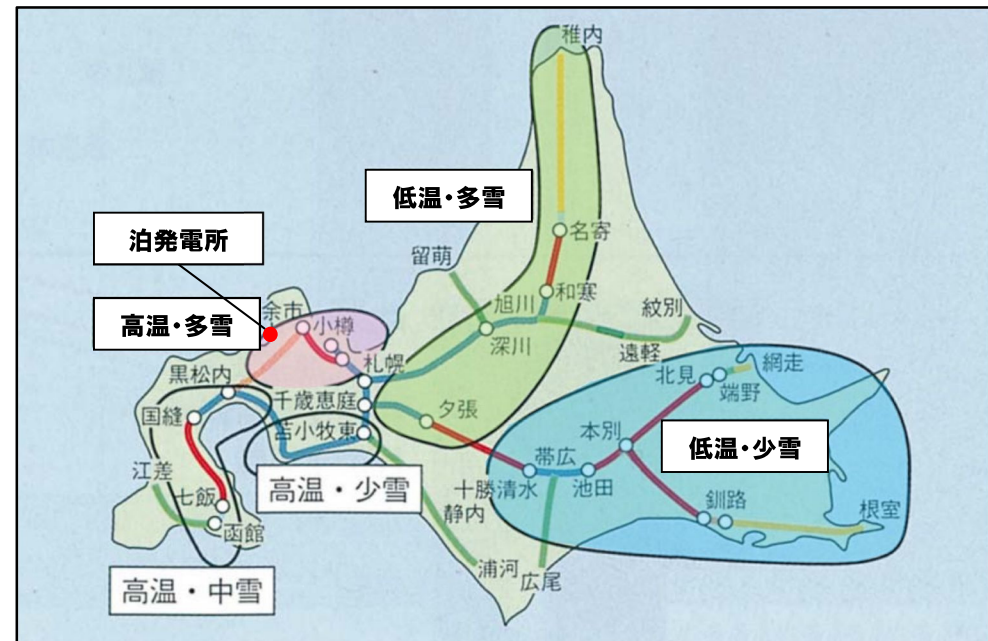 稚内
低温・多雪
名寄
泊発電所
留萌
和寒
旭川
紋別
余市
高温・多雪
小樽
深川
遠軽
札幌
網走
黒松内
北見
端野
千歳恵庭
夕張
国縫
苫小牧東
本別
低温・少雪
帯広
江差
高温・少雪
十勝清水
池田
七飯
静内
釧路
根室
函館
浦河
広尾
高温・中雪